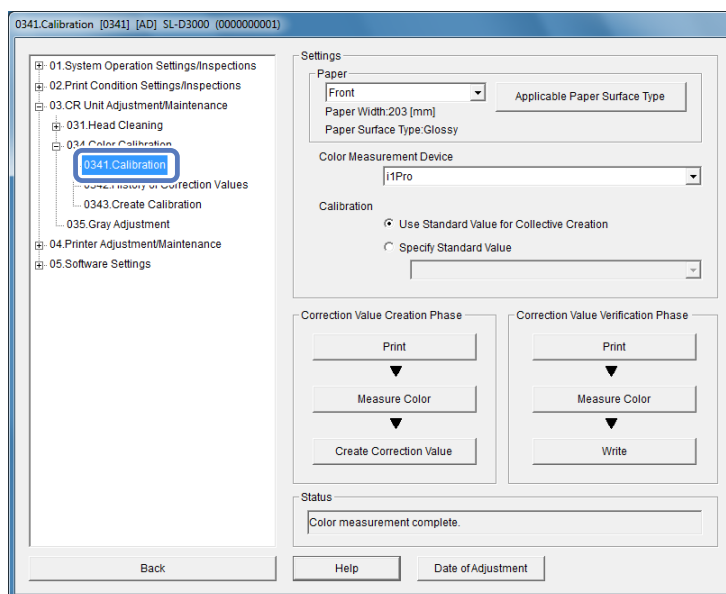 0341.Calibration [0341] [AD] SL-D3000 (0000000001)
01.System Operation Settings/Inspections
02.Print Condition Settings/Inspections
03.CR Unit Adjustment/Maintenance
031.Head Cleaning
034.Color Calibration
0341.Calibration
0342.History of Correction Values
0343.Create Calibration
035.Gray Adjustment
04.Printer Adjustment/Maintenance
05.Software Settings
Back
Settings
Paper
Front
Applicable Paper Surface Type
Paper Width:203 [mm]
Paper Surface Type:Glossy
Color Measurement Device
i1Pro
Calibration
Use Standard Value for Collective Creation
Specify Standard Value
Correction Value Creation Phase
Print
Measure Color
Create Correction Value
Correction Value Verification Phase
Print
Measure Color
Write
Status
Color measurement complete.
Help
Date of Adjustment